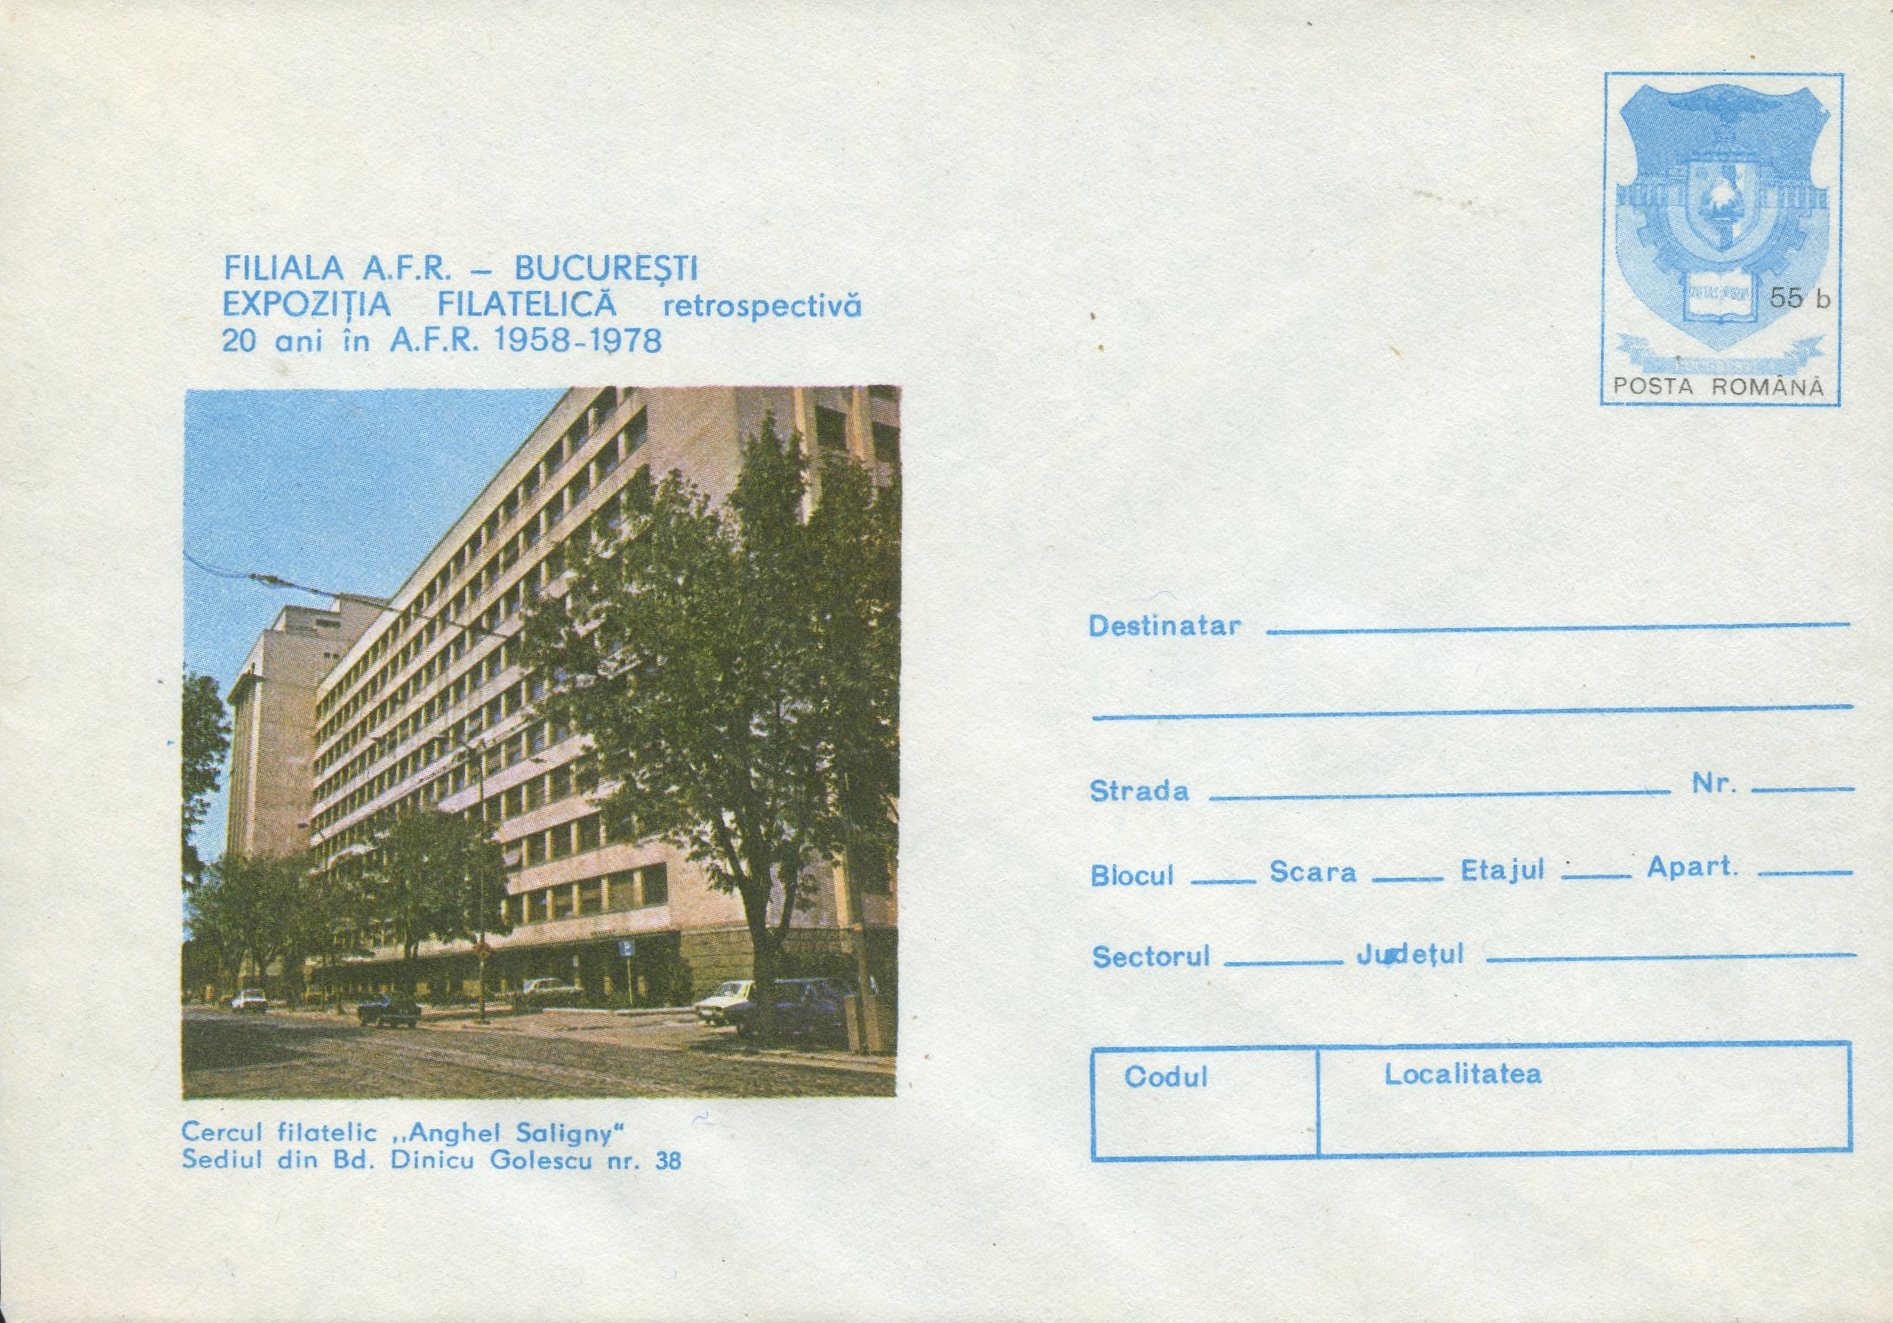 FILIALA A.F.R. – BUCUREȘTI
EXPOZIȚIA FILATELICĂ retrospectivă
20 ani în A.F.R. 1958-1978
55 b
POSTA ROMÂNĂ
Destinatar
Strada Nr.
Blocul Scara Etajul Apart.
Sectorul Județul
Codul Localitatea
Cercul filatelic ,,Anghel Saligny“
Sediul din Bd. Dinicu Golescu nr. 38